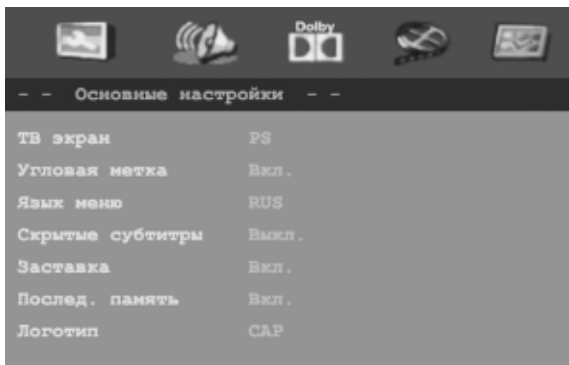 Dolby
- - Основные настройки - -
ТВ экран PS
Угловая метка Вкл.
Язык меню RUS
Скрытые субтитры Выкл.
Заставка Вкл.
Послед. память Вкл.
Логотип CAP